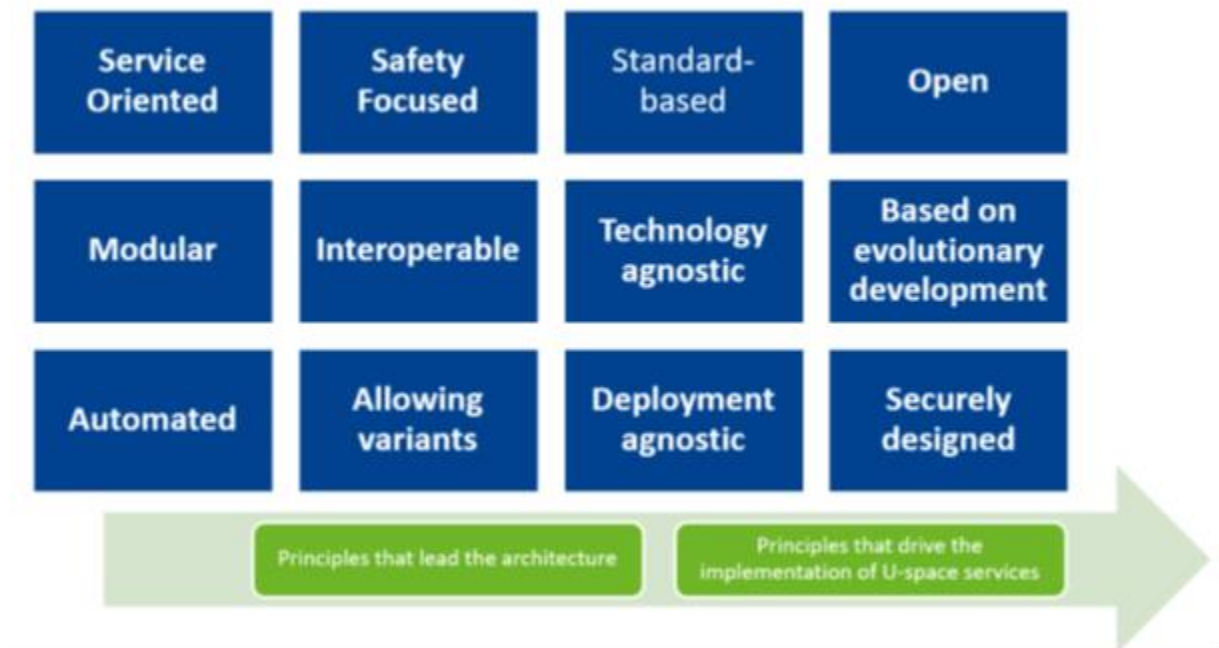 Service
Oriented
Safety
Focused
Standard-
based
Open
Modular
Interoperable
Technology
agnostic
Based on
evolutionary
development
Automated
Allowing
variants
Deployment
agnostic
Securely
designed
Principles that lead the architecture
Principles that drive the
implementation of U-space services